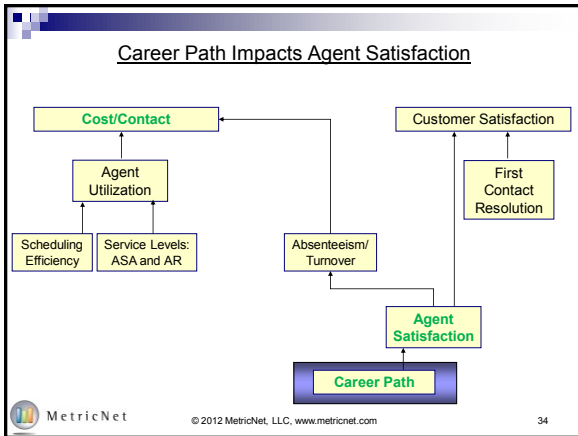 Career Path Impacts Agent Satisfaction
Cost/Contact
Customer Satisfaction
Agent
Utilization
First
Contact
Resolution
Scheduling
Efficiency
Service Levels:
ASA and AR
Absenteeism/
Turnover
Agent
Satisfaction
Career Path
MetricNet
© 2012 MetricNet, LLC, www.metricnet.com
34